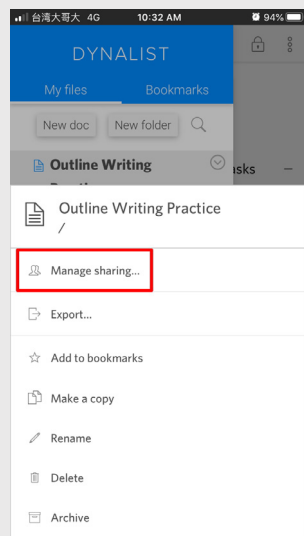 台湾大哥大 4G 10:32 AM 94%
DYNALIST
My files Bookmarks
New doc New folder
Outline Writing
asks
Outline Writing Practice
/
Manage sharing...
Export...
Add to bookmarks
Make a copy
Rename
Delete
Archive